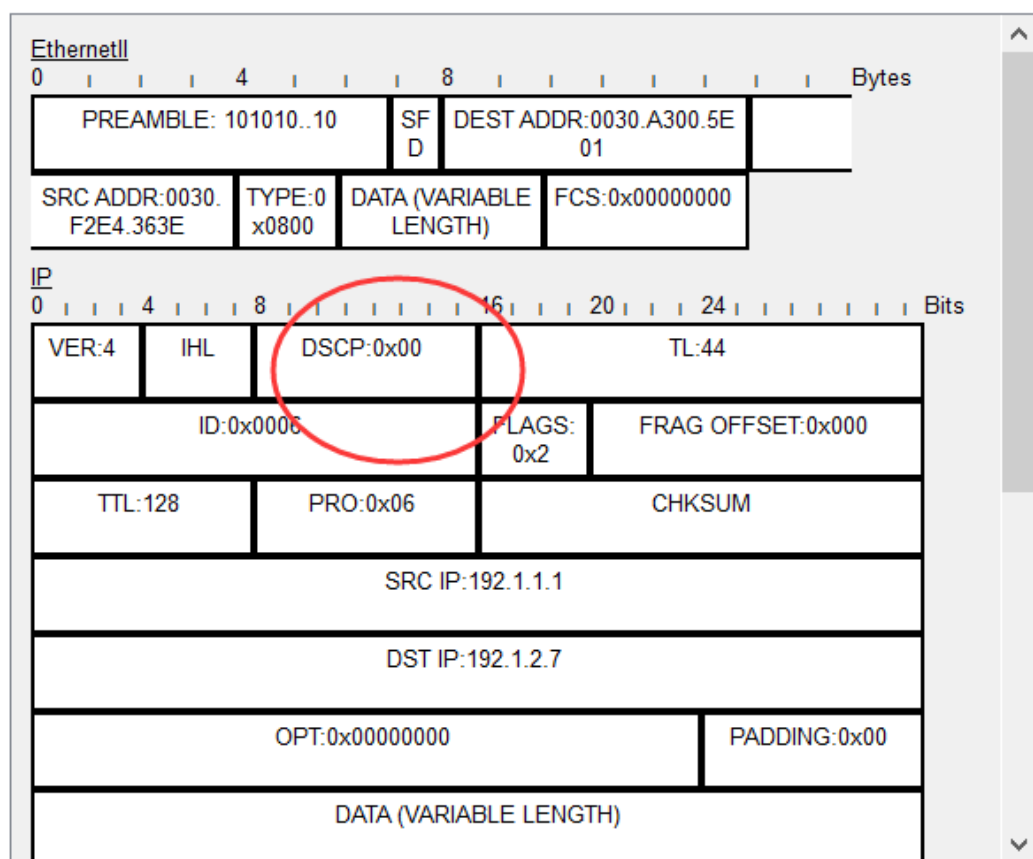 EthernetII
0 4 8 Bytes
PREAMBLE: 101010..10 SF DEST ADDR:0030.A300.5E
D 01
SRC ADDR:0030. TYPE:0 DATA (VARIABLE FCS:0x00000000
F2E4.363E x0800 LENGTH)
IP
0 4 8 16 20 24 Bits
VER:4 IHL DSCP:0x00 TL:44
ID:0x0006 FLAGS: FRAG OFFSET:0x000
0x2
TTL:128 PRO:0x06 CHKSUM
SRC IP:192.1.1.1
DST IP:192.1.2.7
OPT:0x00000000 PADDING:0x00
DATA (VARIABLE LENGTH)